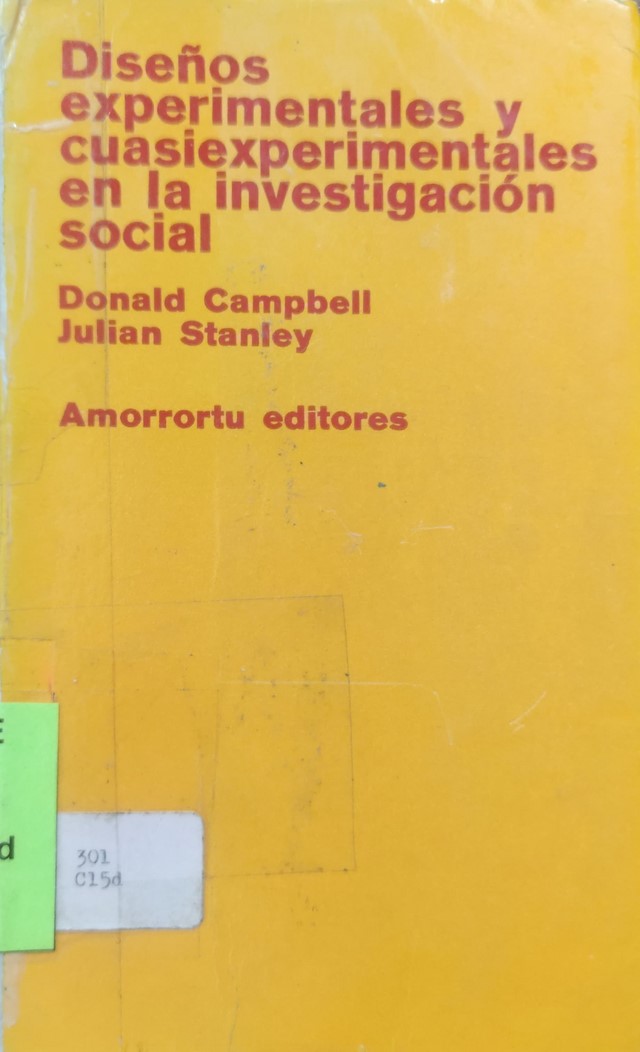 Diseños
experimentales y
cuasiexperimentales
en la investigación
social
Donald Campbell
Julian Stanley
Amorrortu editores
E
d
301
C15d